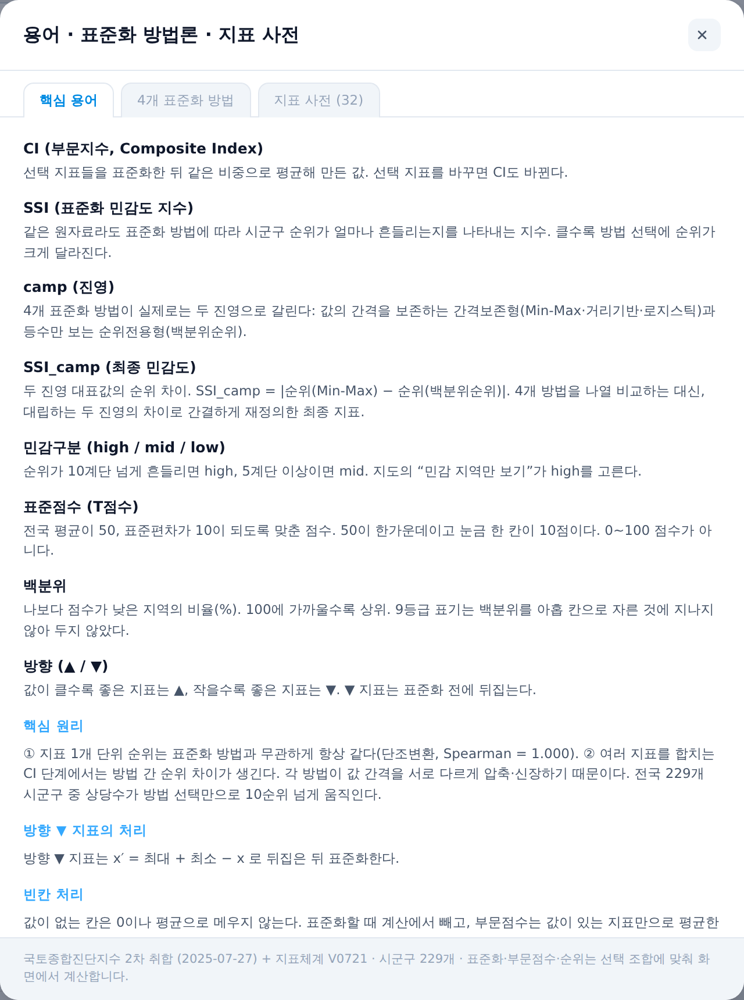 용어 · 표준화 방법론 · 지표 사전
✕
핵심 용어
4개 표준화 방법
지표 사전 (32)
CI (부문지수, Composite Index)
선택 지표들을 표준화한 뒤 같은 비중으로 평균해 만든 값. 선택 지표를 바꾸면 CI도 바뀐다.
SSI (표준화 민감도 지수)
같은 원자료라도 표준화 방법에 따라 시군구 순위가 얼마나 흔들리는지를 나타내는 지수. 클수록 방법 선택에 순위가
크게 달라진다.
camp (진영)
4개 표준화 방법이 실제로는 두 진영으로 갈린다: 값의 간격을 보존하는 간격보존형(Min-Max·거리기반·로지스틱)과
등수만 보는 순위전용형(백분위순위).
SSI_camp (최종 민감도)
두 진영 대표값의 순위 차이. SSI_camp = |순위(Min-Max) − 순위(백분위순위)|. 4개 방법을 나열 비교하는 대신,
대립하는 두 진영의 차이로 간결하게 재정의한 최종 지표.
민감구분 (high / mid / low)
순위가 10계단 넘게 흔들리면 high, 5계단 이상이면 mid. 지도의 “민감 지역만 보기”가 high를 고른다.
표준점수 (T점수)
전국 평균이 50, 표준편차가 10이 되도록 맞춘 점수. 50이 한가운데이고 눈금 한 칸이 10점이다. 0~100 점수가 아
니다.
백분위
나보다 점수가 낮은 지역의 비율(%). 100에 가까울수록 상위. 9등급 표기는 백분위를 아홉 칸으로 자른 것에 지나지
않아 두지 않았다.
방향 (▲ / ▼)
값이 클수록 좋은 지표는 ▲, 작을수록 좋은 지표는 ▼. ▼ 지표는 표준화 전에 뒤집는다.
핵심 원리
① 지표 1개 단위 순위는 표준화 방법과 무관하게 항상 같다(단조변환, Spearman = 1.000). ② 여러 지표를 합치는
CI 단계에서는 방법 간 순위 차이가 생긴다. 각 방법이 값 간격을 서로 다르게 압축·신장하기 때문이다. 전국 229개
시군구 중 상당수가 방법 선택만으로 10순위 넘게 움직인다.
방향 ▼ 지표의 처리
방향 ▼ 지표는 x′ = 최대 + 최소 − x 로 뒤집은 뒤 표준화한다.
빈칸 처리
값이 없는 칸은 0이나 평균으로 메우지 않는다. 표준화할 때 계산에서 빼고, 부문점수는 값이 있는 지표만으로 평균한
국토종합진단지수 2차 취합 (2025-07-27) + 지표체계 V0721 · 시군구 229개 · 표준화·부문점수·순위는 선택 조합에 맞춰 화
면에서 계산합니다.